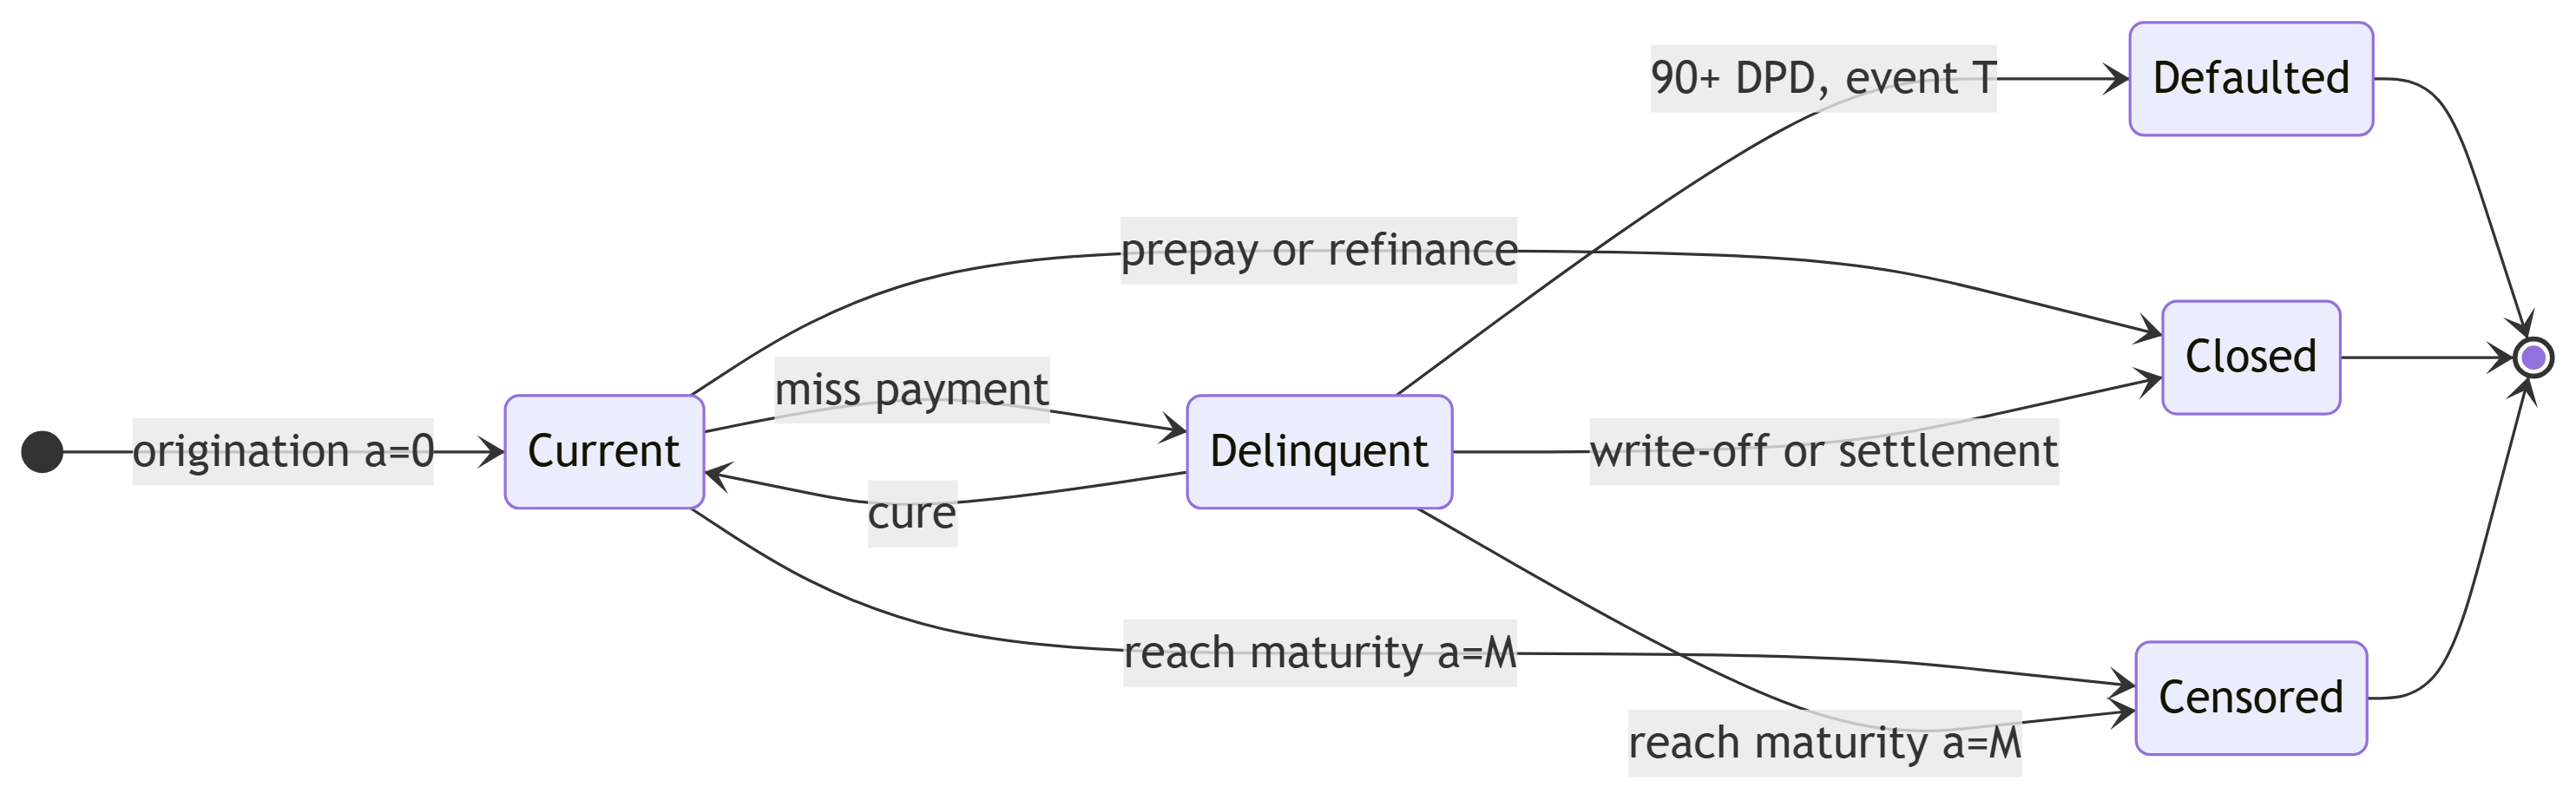 90+ DPD, event T
Defaulted
prepay or refinance
Closed
miss payment
origination a=0
Current
Delinquent
write-off or settlement
cure
reach maturity a=M
Censored
reach maturity a=M